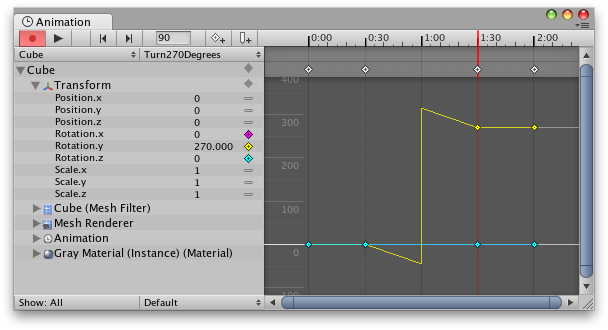 Animation
90
0:00 0:30 1:00 1:30 2:00
Cube Turn270Degrees
Cube
Transform
Position.x 0
Position.y 0
Position.z 0
Rotation.x 0
Rotation.y 270.000
Rotation.z 0
Scale.x 1
Scale.y 1
Scale.z 1
Cube (Mesh Filter)
Mesh Renderer
Animation
Gray Material (Instance) (Material)
400
300
200
100
0
-100
Show: All Default